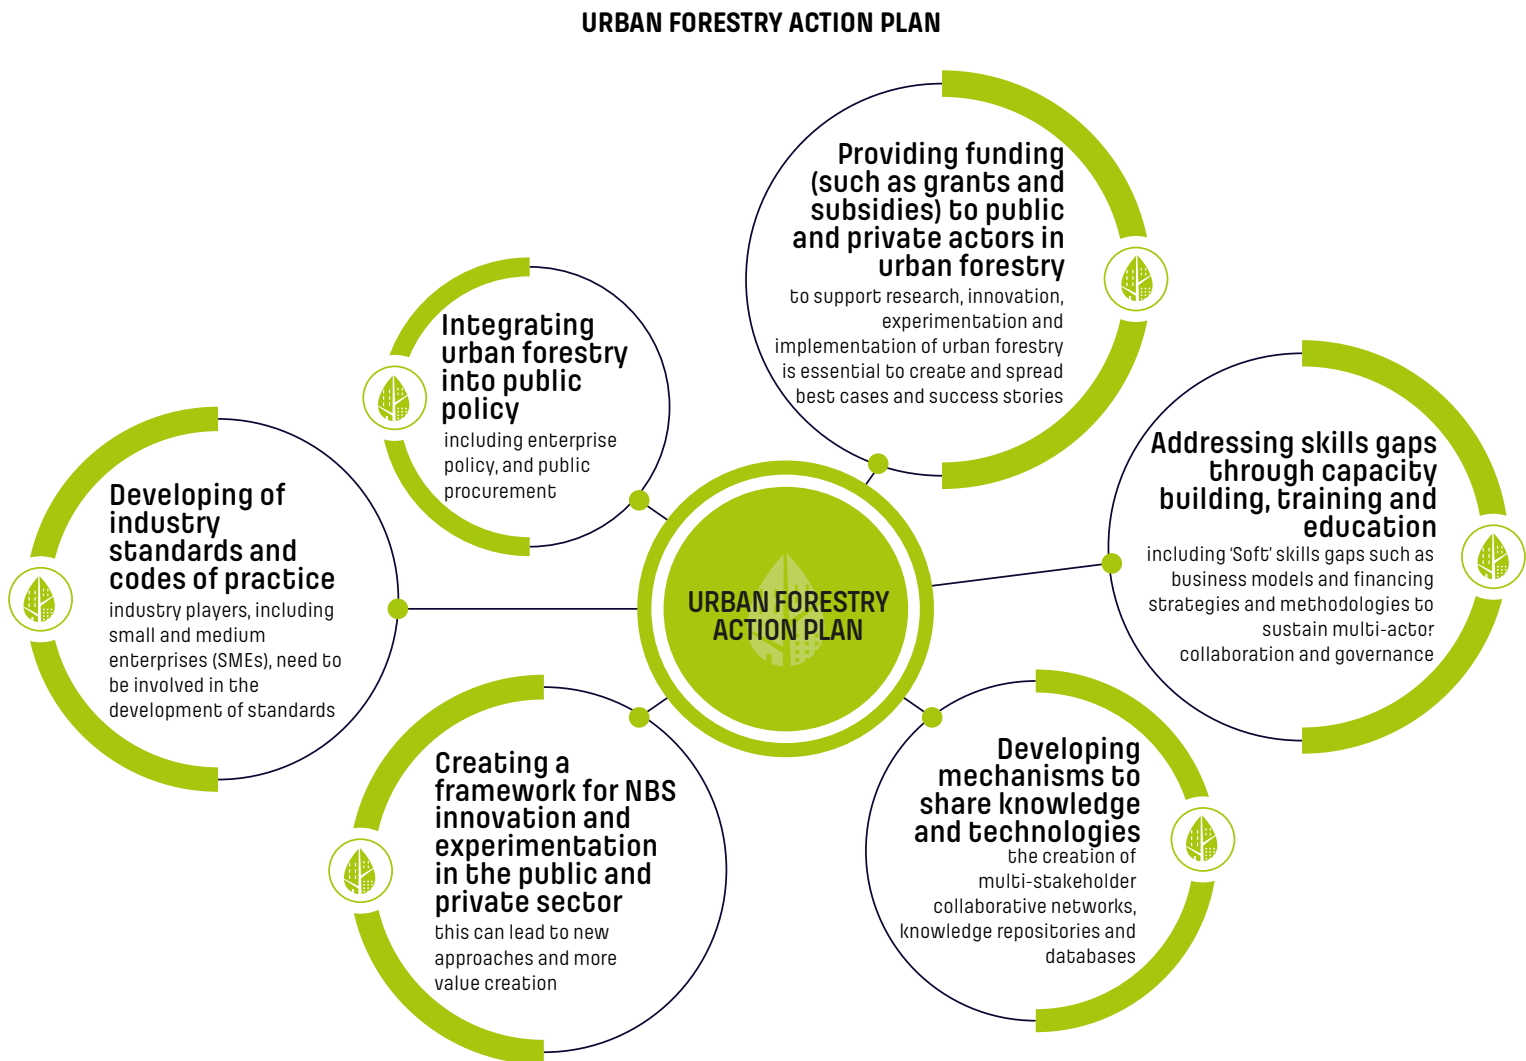 URBAN FORESTRY ACTION PLAN
Providing funding
(such as grants and
subsidies) to public
and private actors in
urban forestry
to support research, innovation,
experimentation and
implementation of urban forestry
is essential to create and spread
best cases and success stories
Integrating
urban forestry
into public
policy
including enterprise
policy, and public
procurement
Addressing skills gaps
through capacity
building, training and
education
including ‘Soft’ skills gaps such as
business models and financing
strategies and methodologies to
sustain multi-actor
collaboration and governance
Developing of
industry
standards and
codes of practice
industry players, including
small and medium
enterprises (SMEs), need to
be involved in the
development of standards
URBAN FORESTRY
ACTION PLAN
Creating a
framework for NBS
innovation and
experimentation
in the public and
private sector
this can lead to new
approaches and more
value creation
Developing
mechanisms to
share knowledge
and technologies
the creation of
multi-stakeholder
collaborative networks,
knowledge repositories and
databases